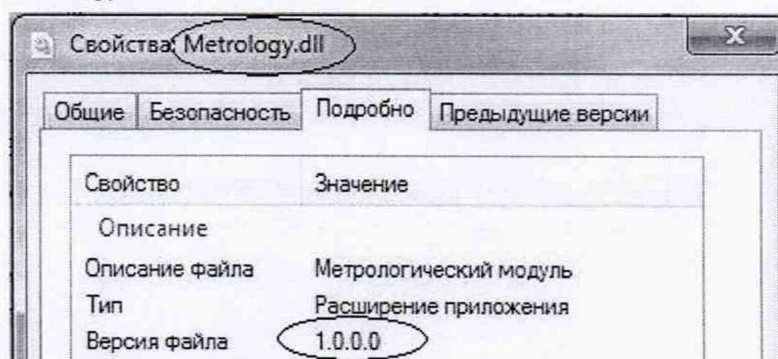 Свойства: Metrology.dll
Общие Безопасность Подробно Предыдущие версии
Свойство Значение
Описание
Описание файла Метрологический модуль
Тип Расширение приложения
Версия файла 1.0.0.0